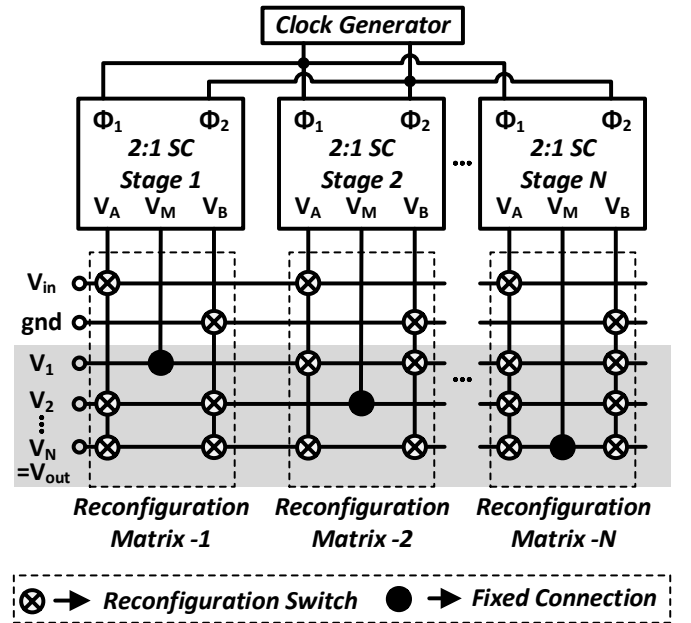 Clock Generator
Φ1 Φ2 Φ1 Φ2 Φ1 Φ2
2:1 SC 2:1 SC 2:1 SC
Stage 1 Stage 2 ... Stage N
VA VM VB VA VM VB VA VM VB
Vin
gnd
V1
...
V2
⋮
VN
=Vout
Reconfiguration Reconfiguration Reconfiguration
Matrix -1 Matrix -2 Matrix -N
Reconfiguration Switch Fixed Connection